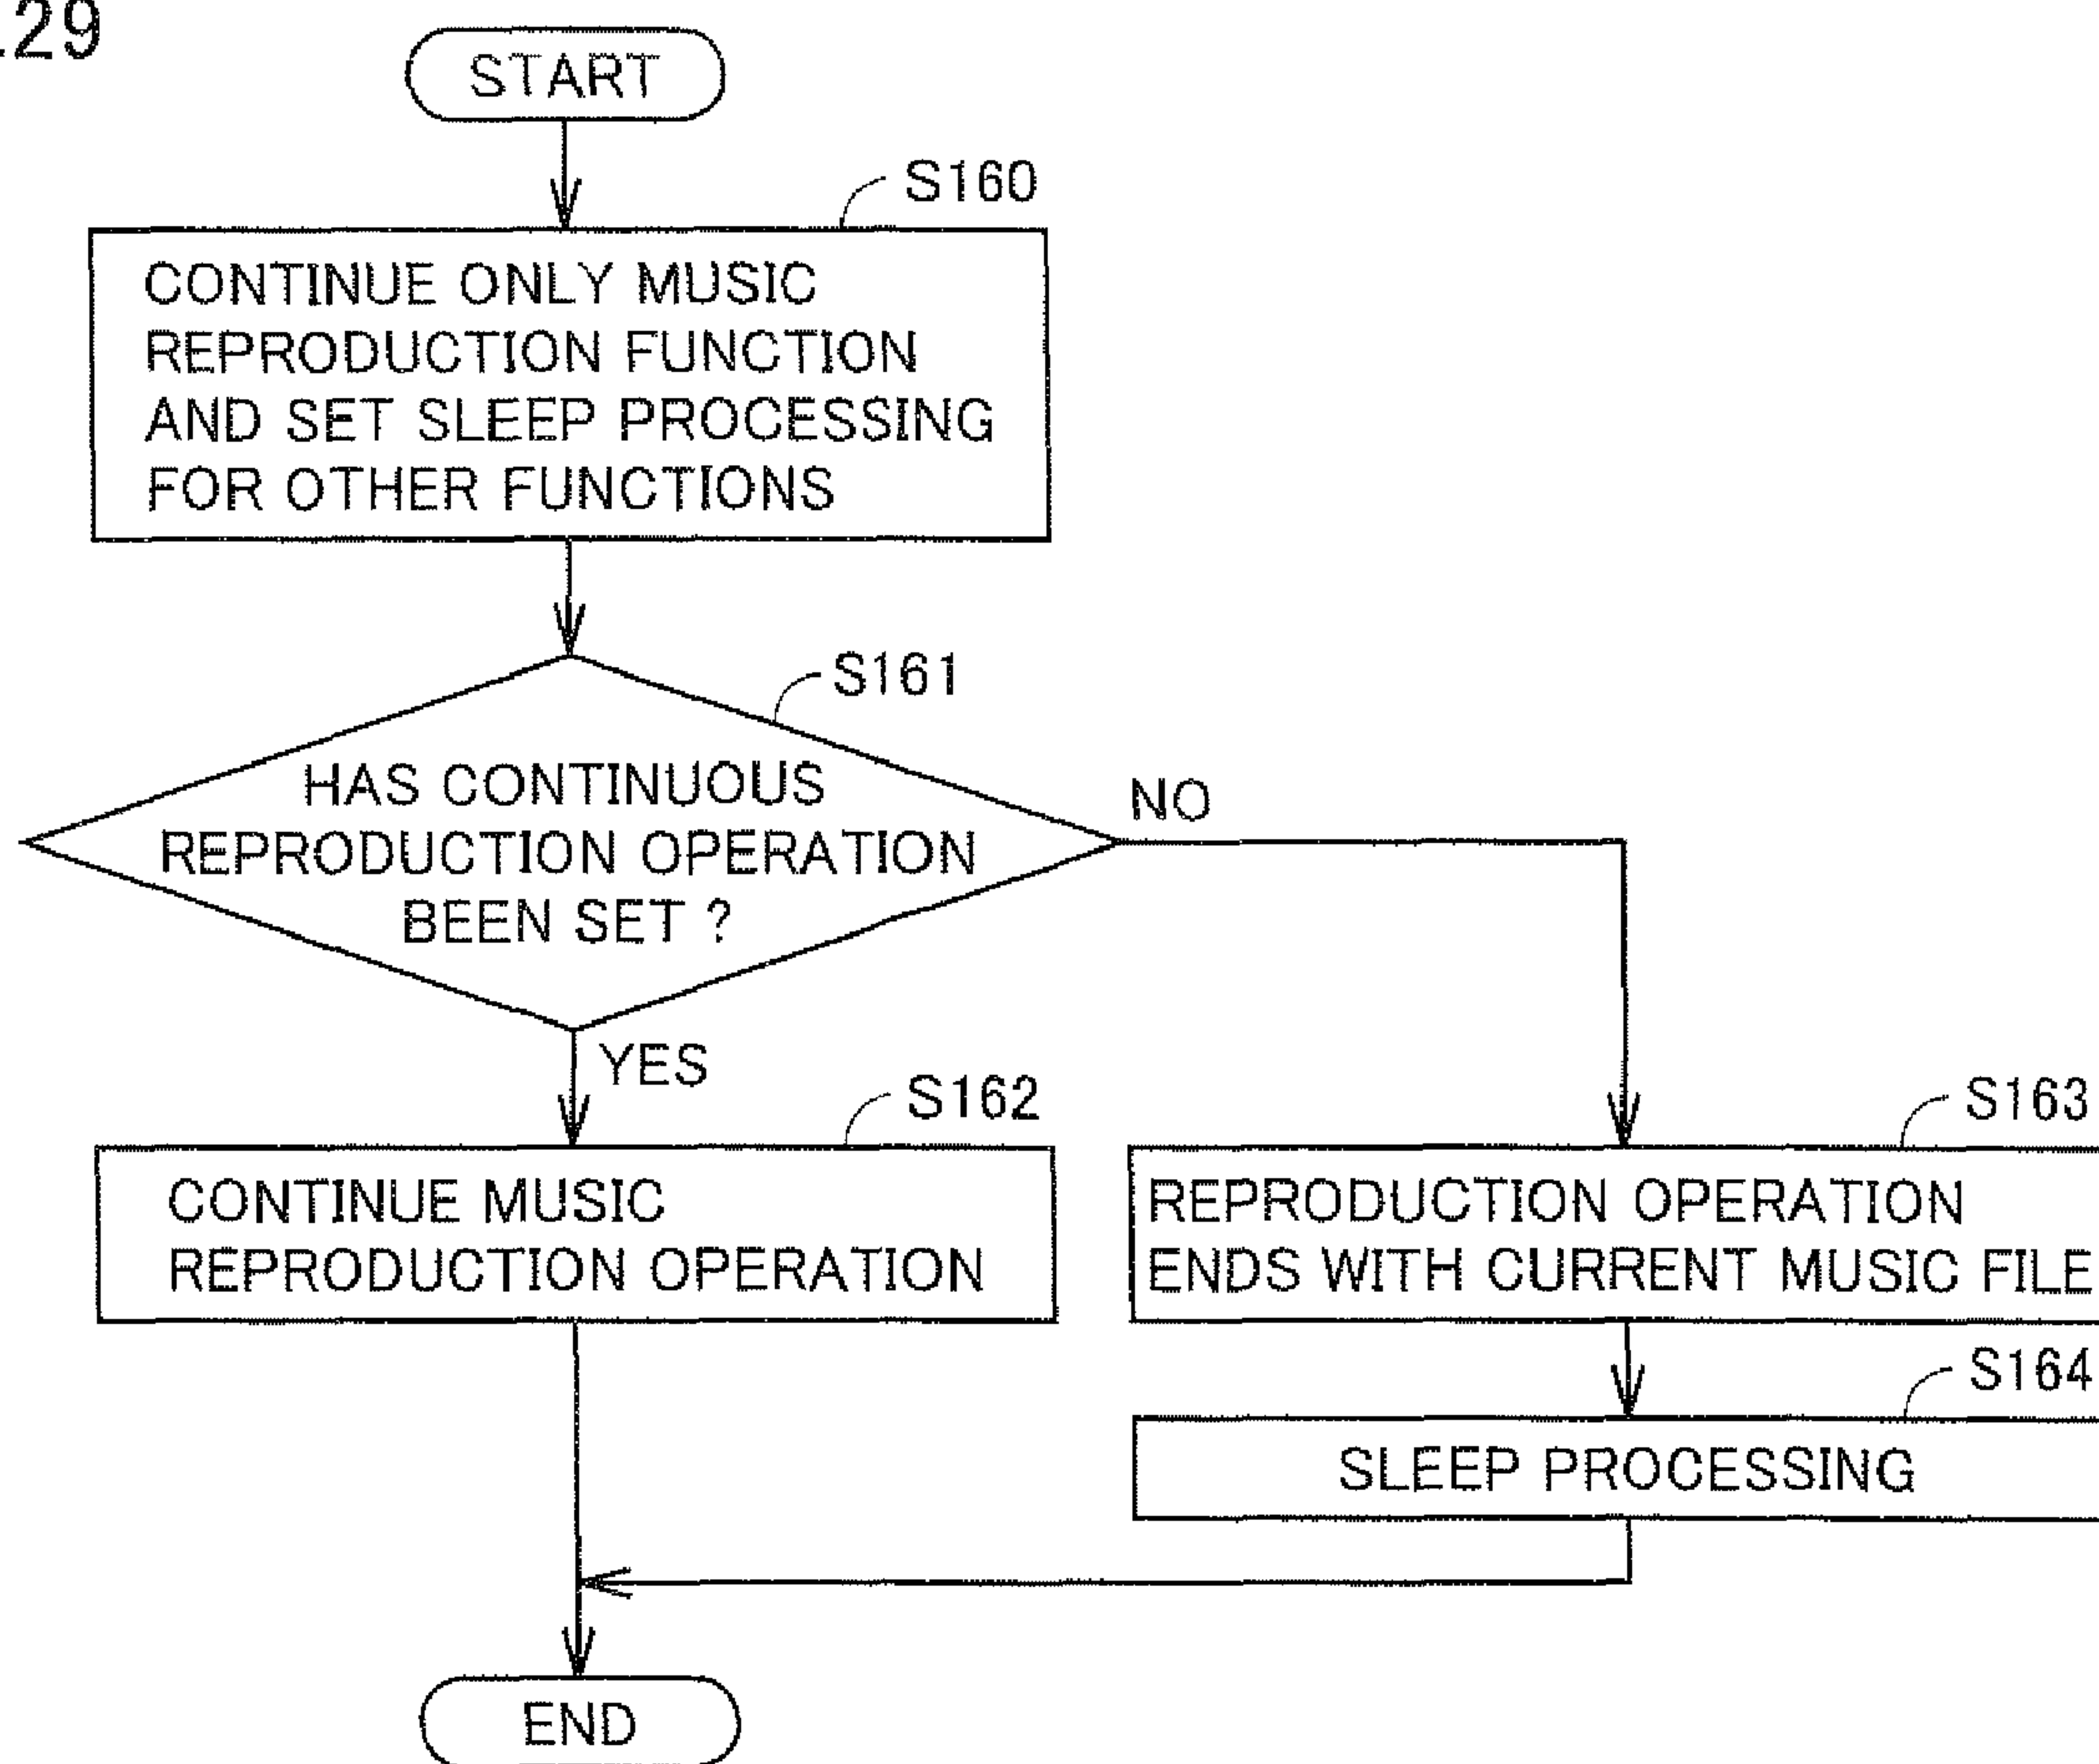 .29
START
S160
CONTINUE ONLY MUSIC
REPRODUCTION FUNCTION
AND SET SLEEP PROCESSING
FOR OTHER FUNCTIONS
S161
HAS CONTINUOUS
REPRODUCTION OPERATION
BEEN SET ?
NO
YES
S162
CONTINUE MUSIC
REPRODUCTION OPERATION
S163
REPRODUCTION OPERATION
ENDS WITH CURRENT MUSIC FILE
S164
SLEEP PROCESSING
END